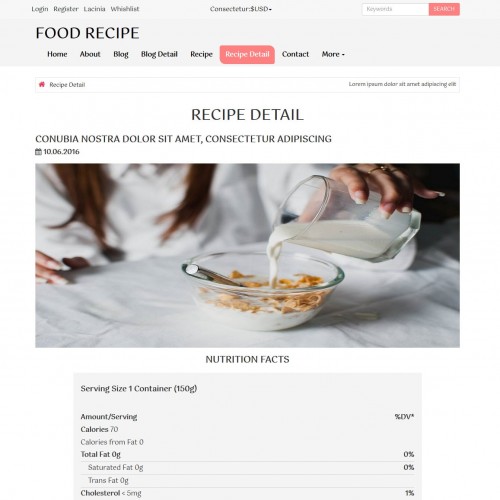 Login Register Lacinia Whishlist Consectetur:$USD Keywords SEARCH
FOOD RECIPE
Home About Blog Blog Detail Recipe Recipe Detail Contact More
Recipe Detail Lorem ipsum dolor sit amet adipiscing elit
RECIPE DETAIL
CONUBIA NOSTRA DOLOR SIT AMET, CONSECTETUR ADIPISCING
10.06.2016
NUTRITION FACTS
Serving Size 1 Container (150g)
Amount/Serving %DV*
Calories 70
Calories from Fat 0
Total Fat 0g 0%
Saturated Fat 0g 0%
Trans Fat 0g
Cholesterol < 5mg 1%